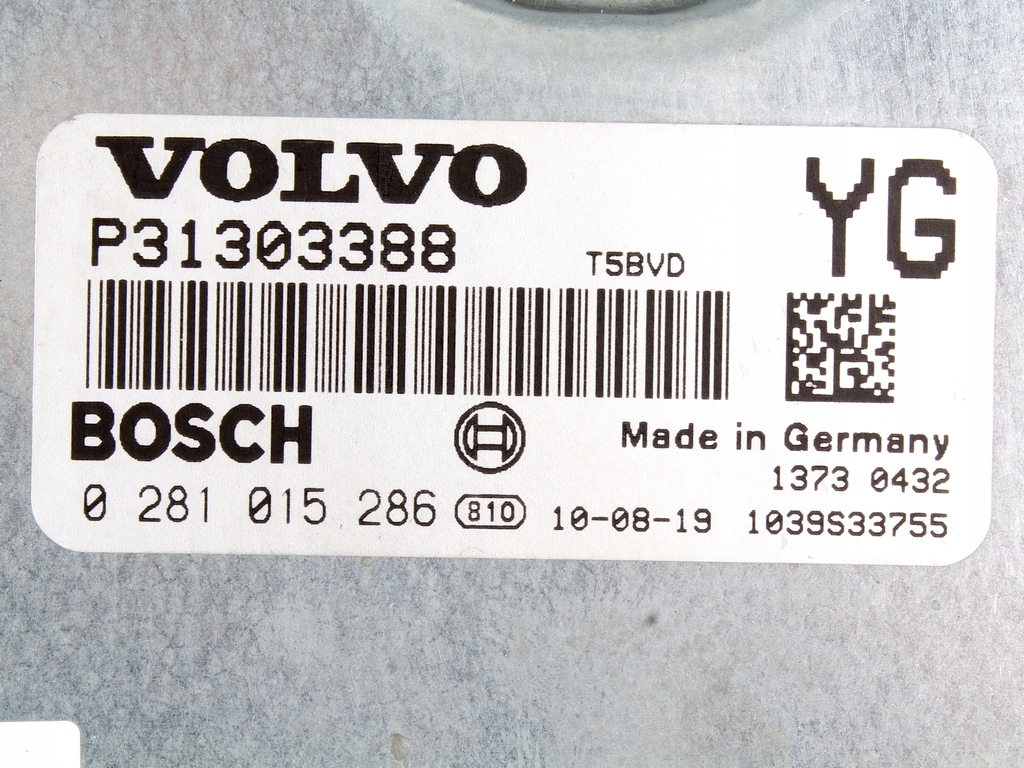 VOLVO
YG
P31303388
T5BVD
BOSCH
Made in Germany
1373 0432
0 281 015 286 810 10-08-19 1039S33755